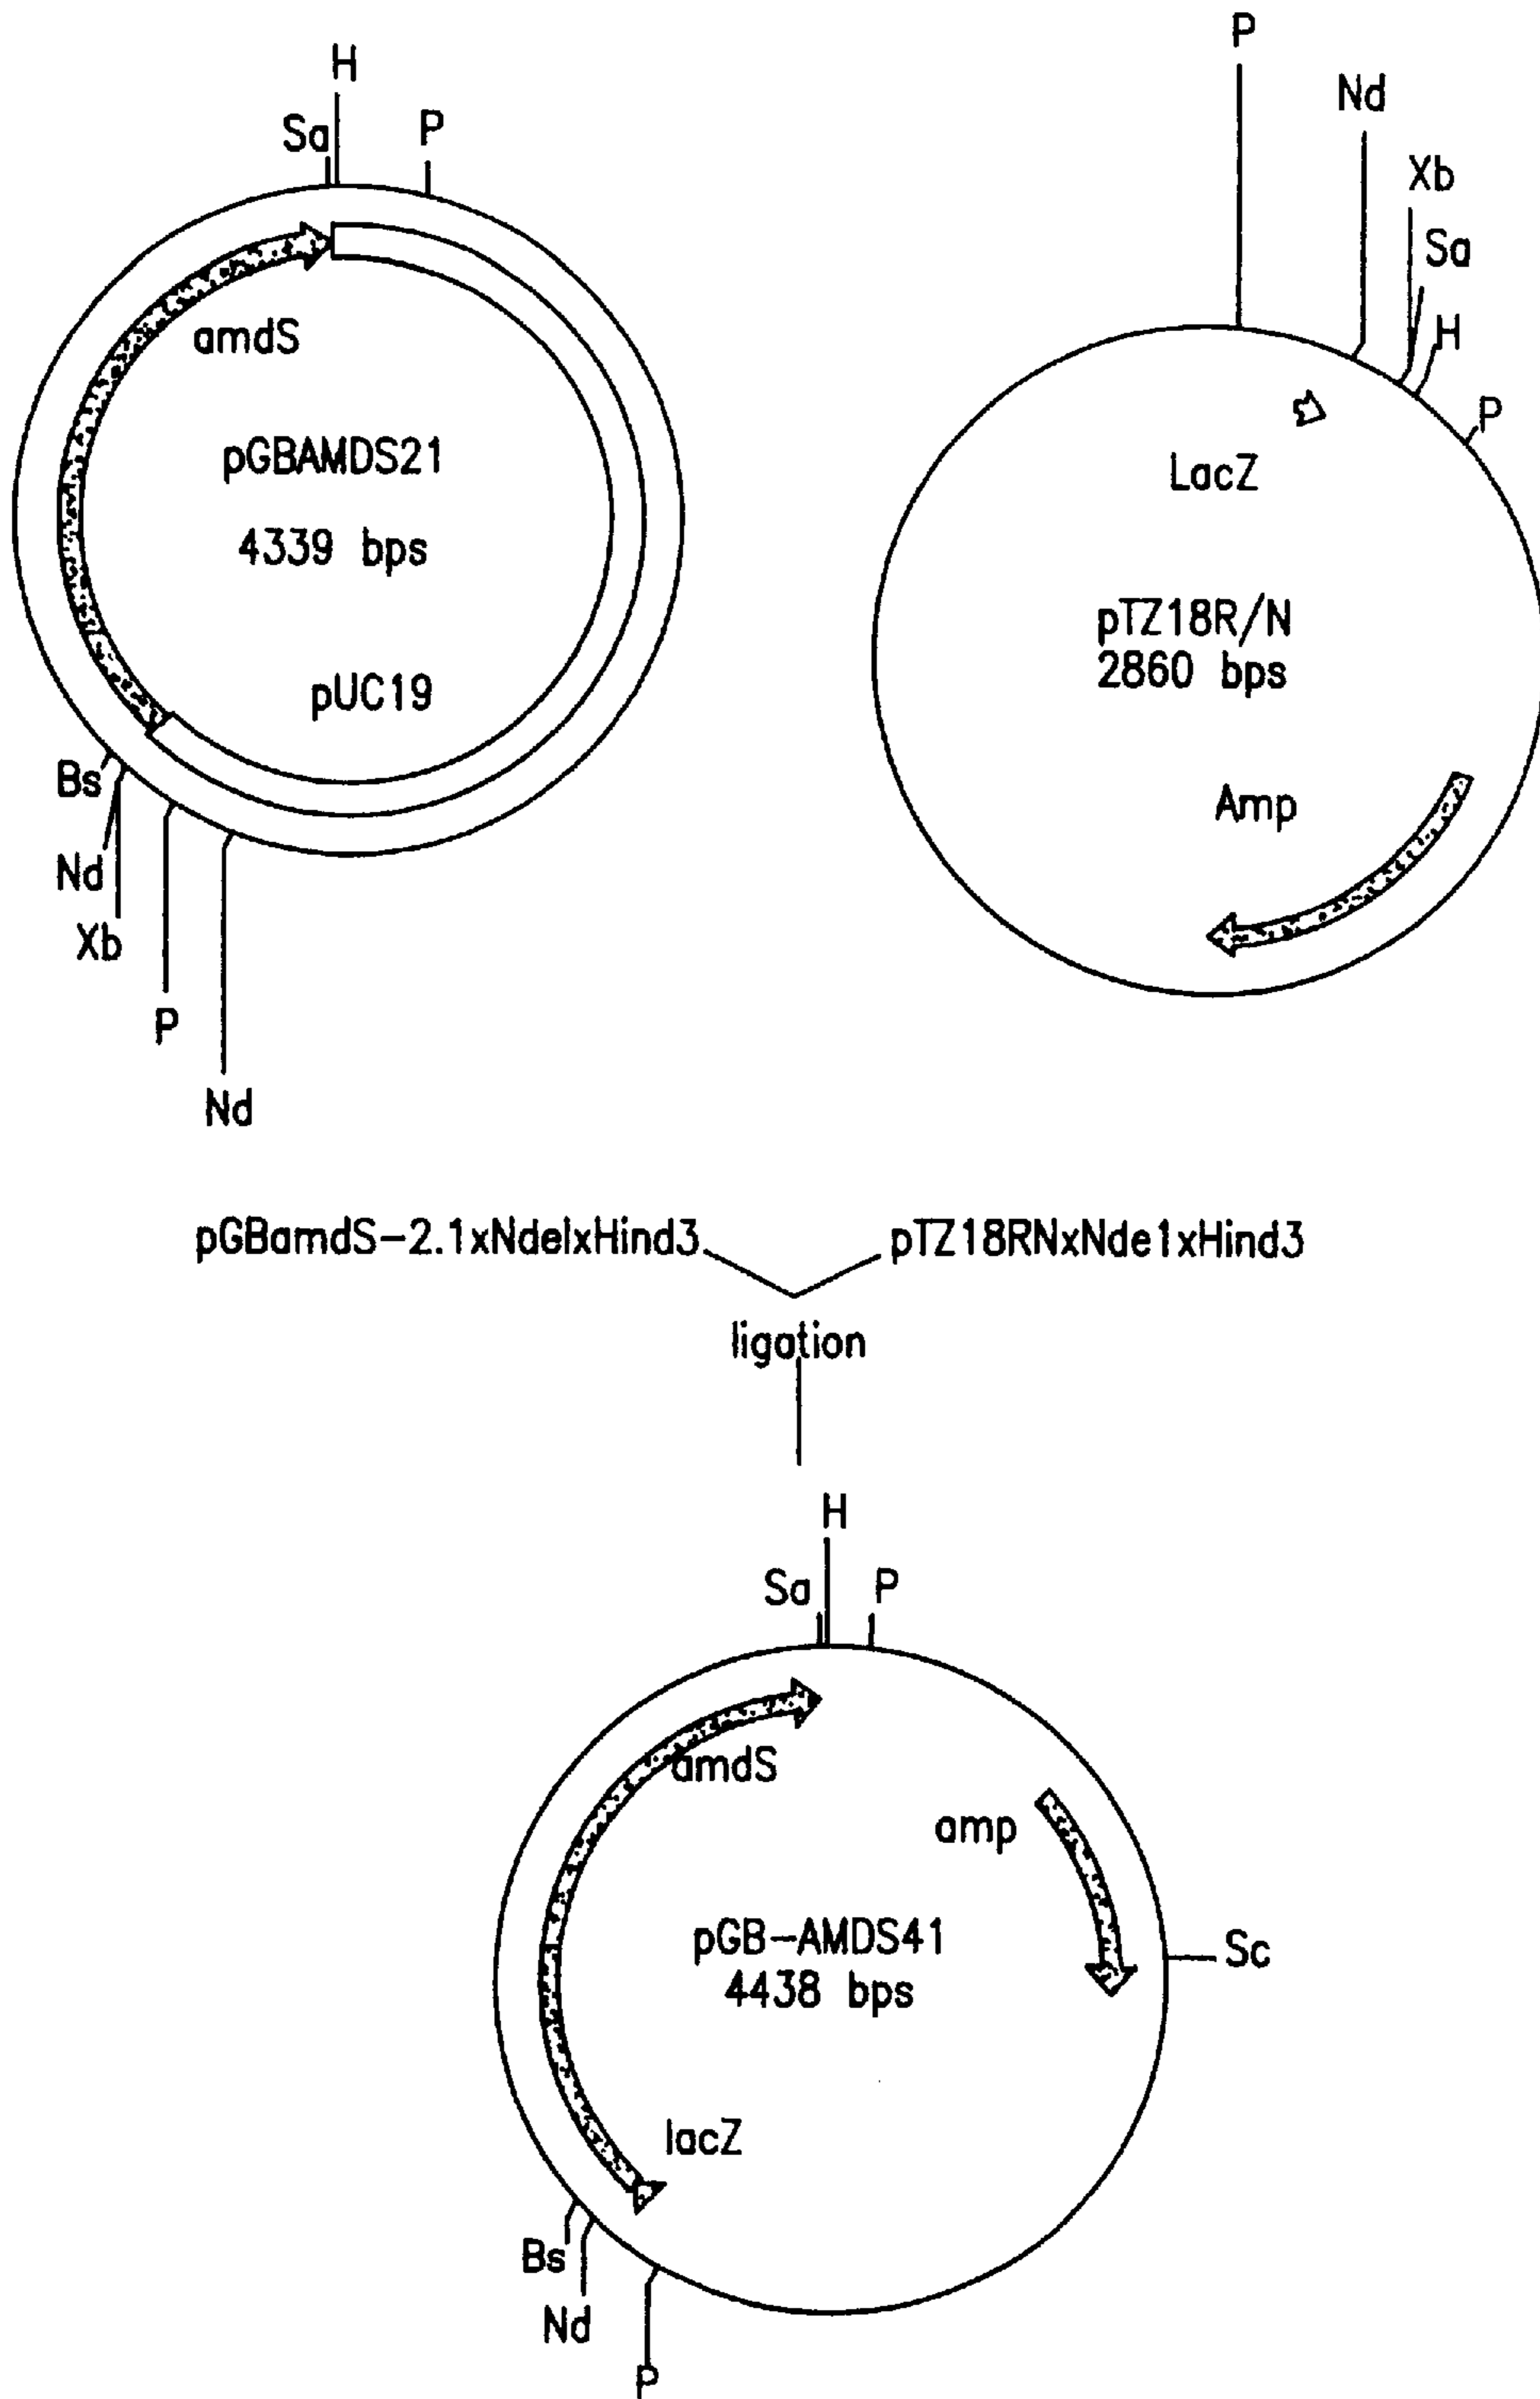 H
Sa
P
amdS
pGBAMDS21
4339 bps
pUC19
Bs
Nd
Xb
P
Nd
P
Nd
Xb
Sa
H
P
LacZ
pTZ18R/N
2860 bps
Amp
pGBamdS-2.1xNdeIxHind3
pTZ18RNxNde1xHind3
ligation
H
Sa
P
amdS
amp
pGB-AMDS41
4438 bps
Sc
lacZ
Bs
Nd
P